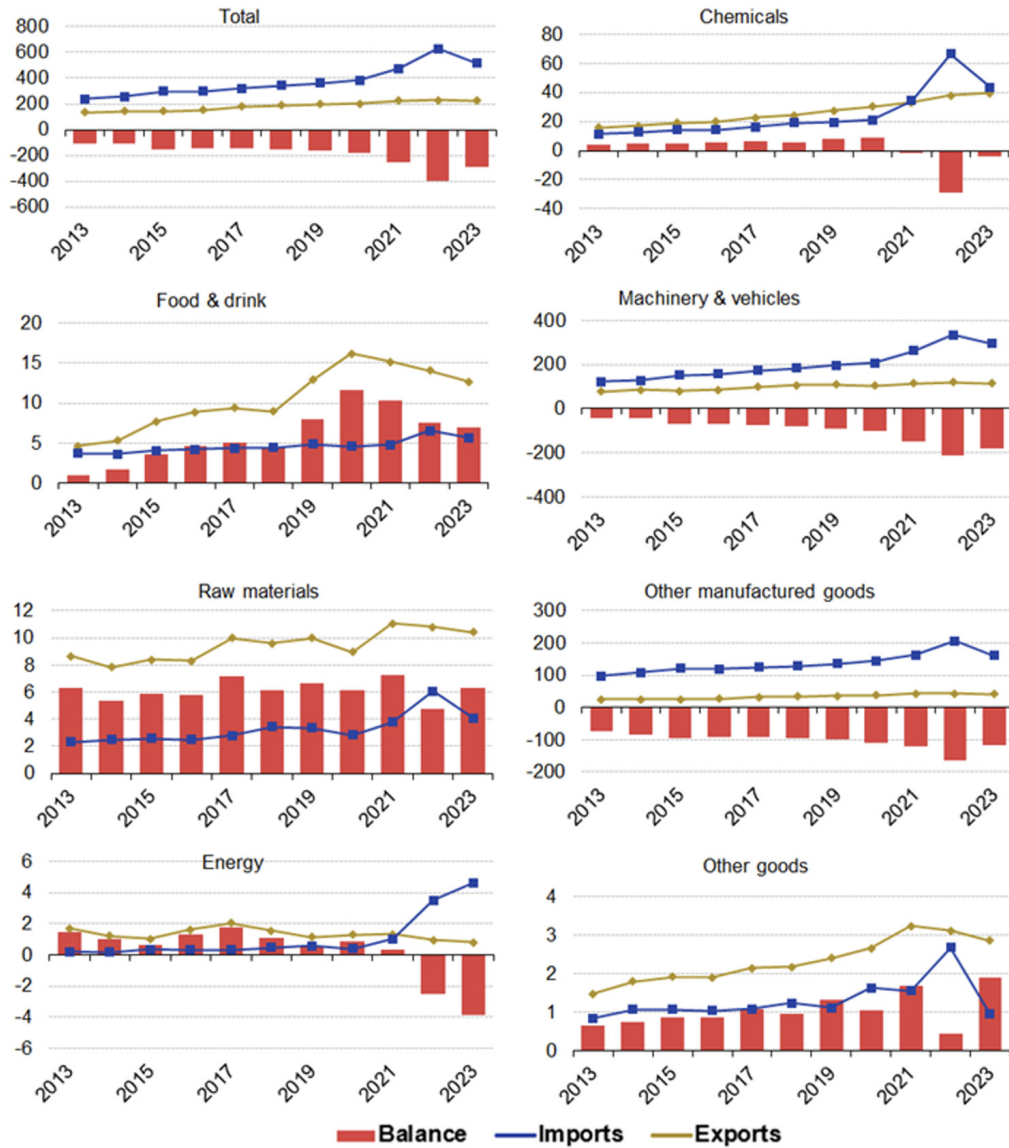 Total
800
600
400
200
0
-200
-400
-600
2013 2015 2017 2019 2021 2023
Chemicals
80
60
40
20
0
-20
-40
2013 2015 2017 2019 2021 2023
Food & drink
20
15
10
5
0
2013 2015 2017 2019 2021 2023
Machinery & vehicles
400
200
0
-200
-400
2013 2015 2017 2019 2021 2023
Raw materials
12
10
8
6
4
2
0
2013 2015 2017 2019 2021 2023
Other manufactured goods
300
200
100
0
-100
-200
2013 2015 2017 2019 2021 2023
Energy
6
4
2
0
-2
-4
-6
2013 2015 2017 2019 2021 2023
Other goods
4
3
2
1
0
2013 2015 2017 2019 2021 2023
Balance Imports Exports